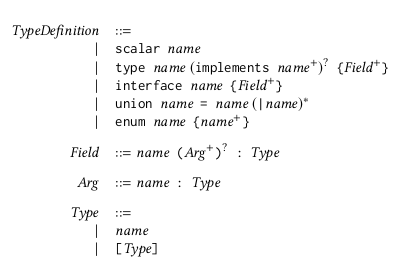 TypeDefinition ::=
| scalar name
| type name (implements name⁺)? {Field⁺}
| interface name {Field⁺}
| union name = name (|name)*
| enum name {name⁺}
Field ::= name (Arg⁺)? : Type
Arg ::= name : Type
Type ::=
| name
| [Type]